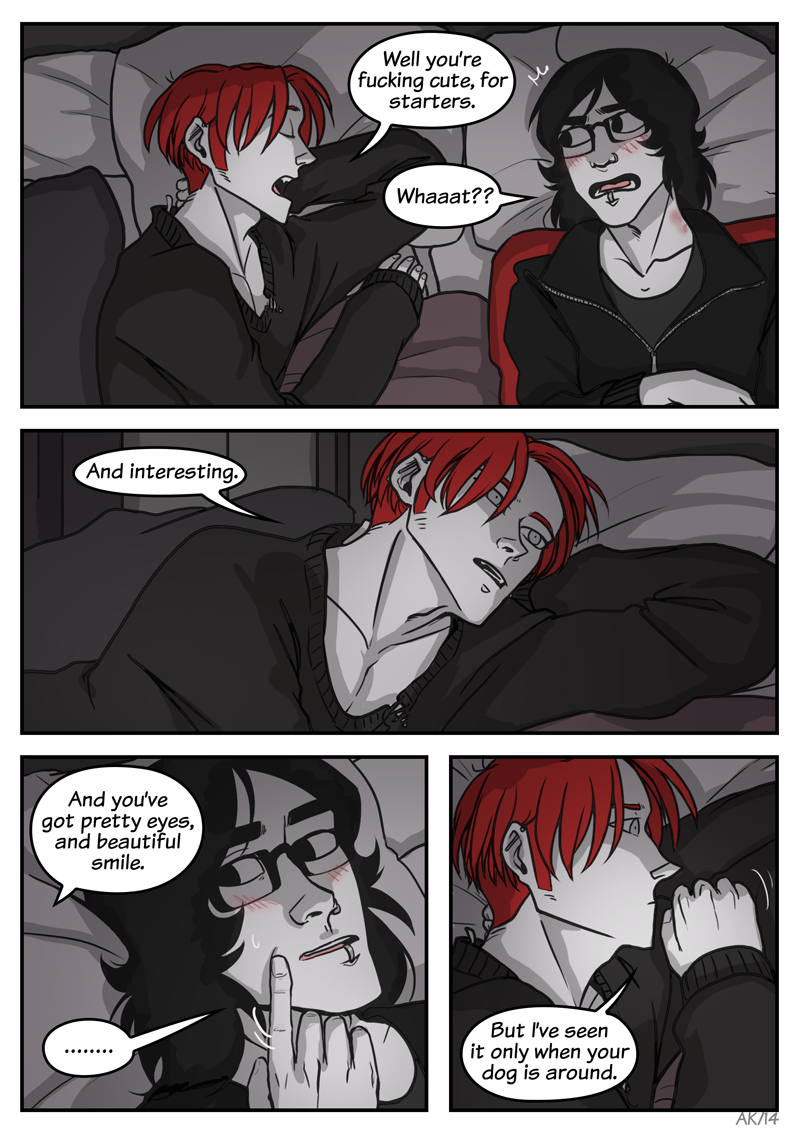 Well you're
fucking cute, for
starters.
Whaaat??
And interesting.
And you've
got pretty eyes,
and beautiful
smile.
........
But I've seen
it only when your
dog is around.
AK/14